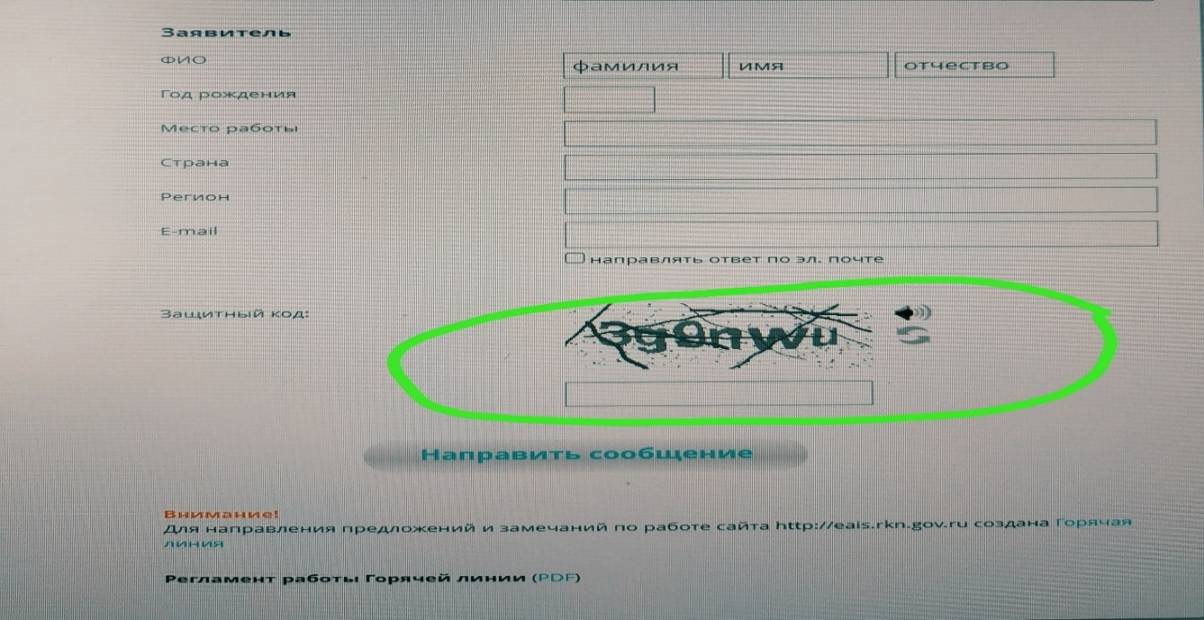 Заявитель
ФИО фамилия имя отчество
Год рождения
Место работы
Страна
Регион
E-mail
направлять ответ по эл. почте
Защитный код: 3g9nwu
Направить сообщение
Внимание!
Для направления предложений и замечаний по работе сайта http://eais.rkn.gov.ru создана Горячая
линия
Регламент работы Горячей линии (PDF)